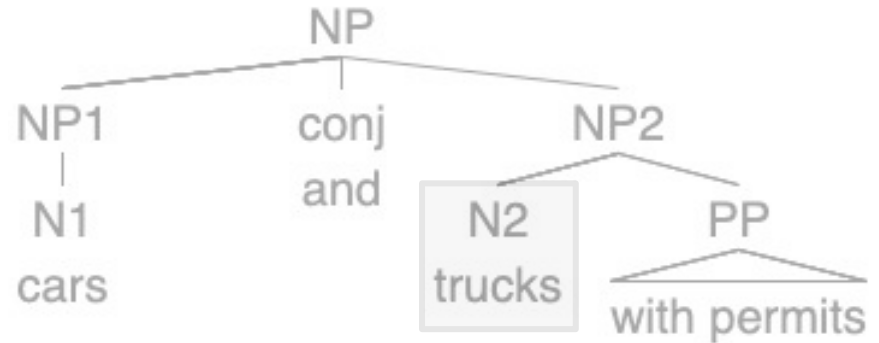 NP
NP1 conj NP2
and
N1 N2 PP
cars trucks
with permits